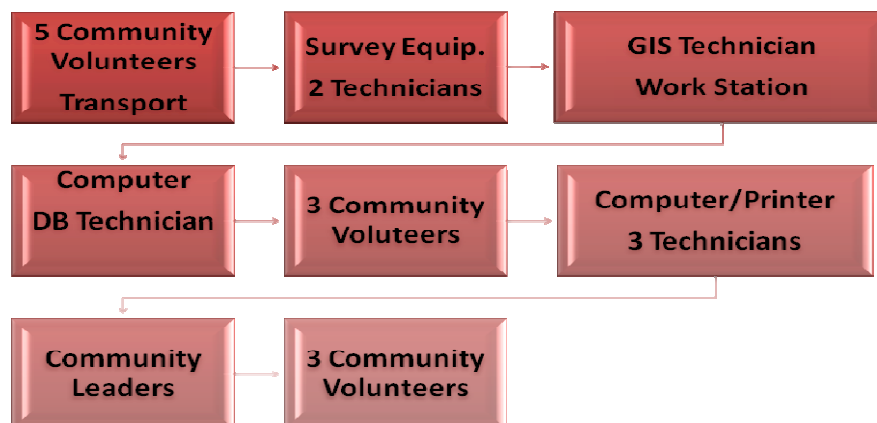 5 Community
Volunteers
Transport
Survey Equip.
2 Technicians
GIS Technician
Work Station
Computer
DB Technician
3 Community
Voluteers
Computer/Printer
3 Technicians
Community
Leaders
3 Community
Volunteers